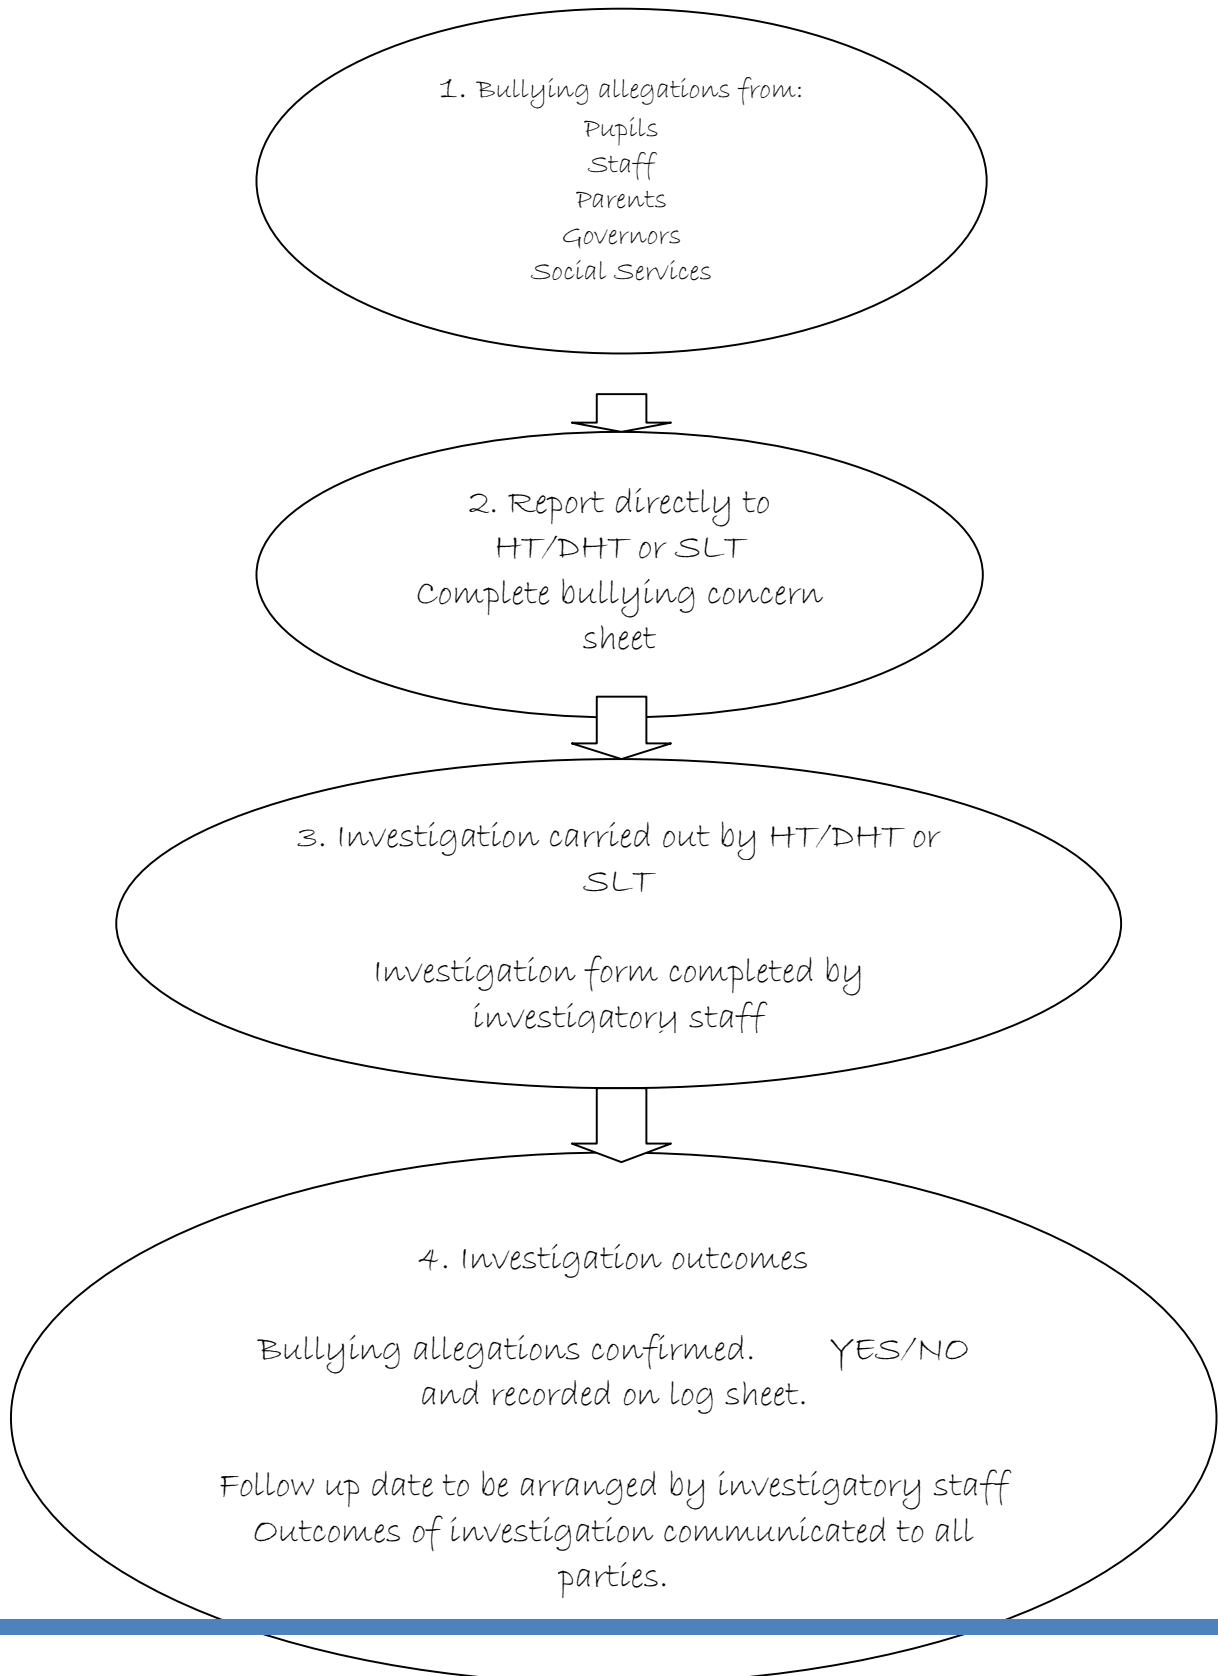 1. Bullying allegations from:
Pupils
Staff
Parents
Governors
Social Services
2. Report directly to
HT/DHT or SLT
Complete bullying concern
sheet
3. Investigation carried out by HT/DHT or
SLT
Investigation form completed by
investigatory staff
4. Investigation outcomes
Bullying allegations confirmed. YES/NO
and recorded on log sheet.
Follow up date to be arranged by investigatory staff
Outcomes of investigation communicated to all
parties.